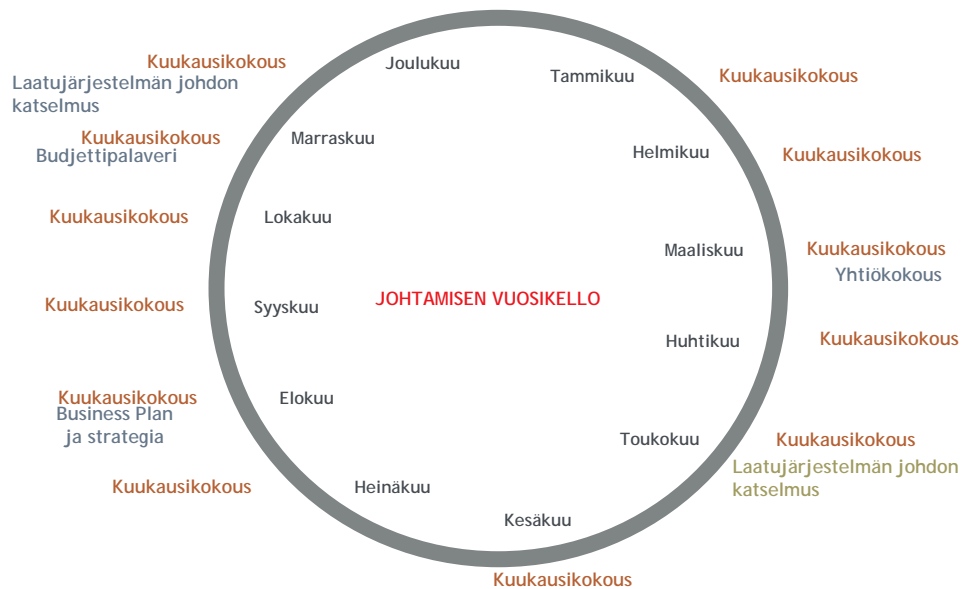 JOHTAMISEN VUOSIKELLO
Tammikuu
Kuukausikokous
Helmikuu
Kuukausikokous
Maaliskuu
Kuukausikokous
Yhtiökokous
Huhtikuu
Kuukausikokous
Toukokuu
Kuukausikokous
Laatujärjestelmän johdon
katselmus
Kesäkuu
Kuukausikokous
Heinäkuu
Kuukausikokous
Elokuu
Kuukausikokous
Business Plan
ja strategia
Syyskuu
Kuukausikokous
Lokakuu
Kuukausikokous
Marraskuu
Kuukausikokous
Budjettipalaveri
Joulukuu
Kuukausikokous
Laatujärjestelmän johdon
katselmus